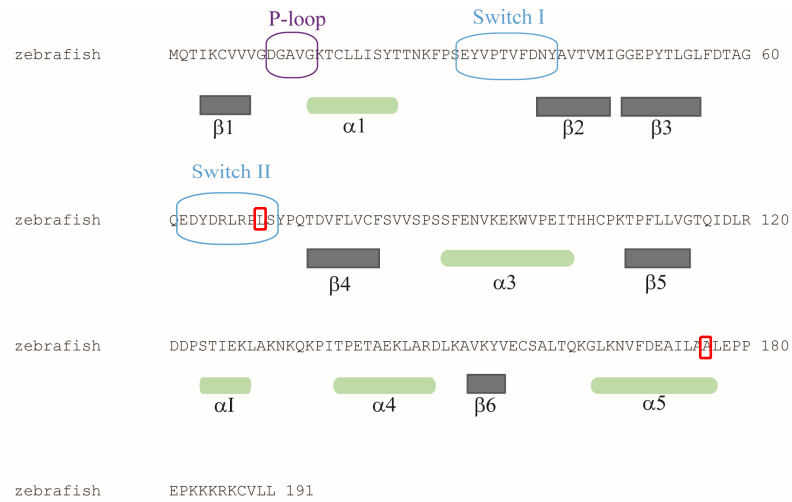 P-loop
Switch I
zebrafish MQTIKCVVVGDGAVGKTCLLISYTTNKFPSEYVPTVFDNYAVTVMIGGEPYTLGLFDTAG 60
β1 α1 β2 β3
Switch II
zebrafish QEDYDRLRPLSYPQTDVFLVCFSVVSPSSFENVKEKWVPEITHHCPKTPFLLVGTQIDLR 120
β4 α3 β5
zebrafish DDPSTIEKLAKNKQKPITPETAEKLARDLKAVKYVECSALTQKGLKNVFDEAILAALEPP 180
αI α4 β6 α5
zebrafish EPKKKRKCVLL 191